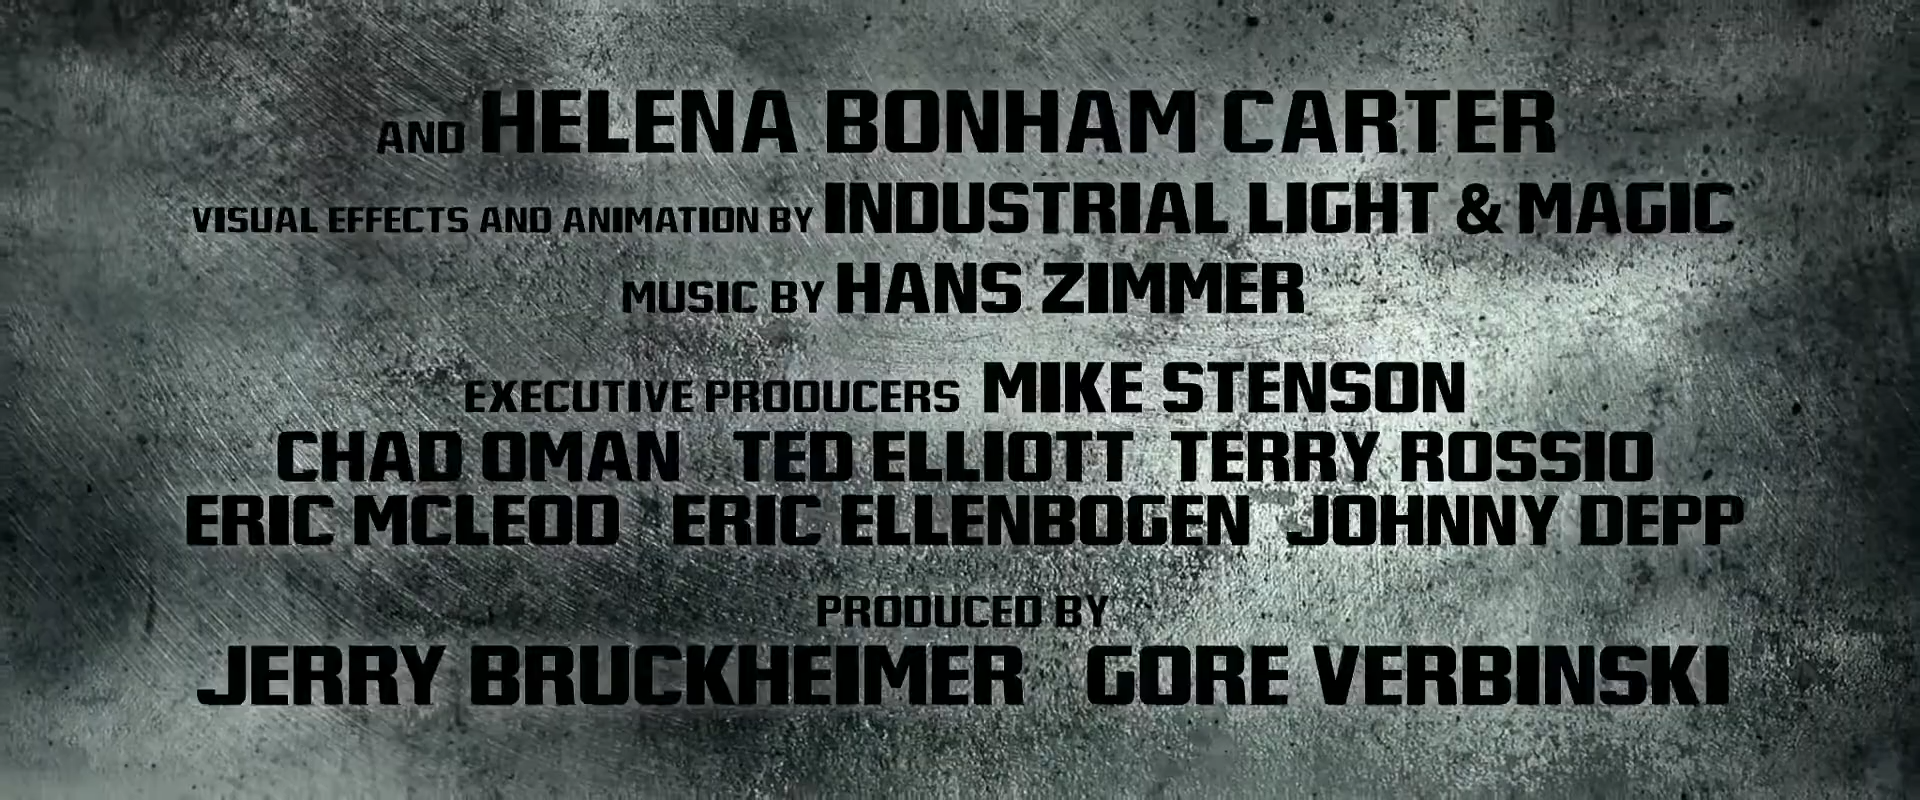 AND HELENA BONHAM CARTER
VISUAL EFFECTS AND ANIMATION BY INDUSTRIAL LIGHT & MAGIC
MUSIC BY HANS ZIMMER
EXECUTIVE PRODUCERS MIKE STENSON
CHAD OMAN TED ELLIOTT TERRY ROSSIO
ERIC MCLEOD ERIC ELLENBOGEN JOHNNY DEPP
PRODUCED BY
JERRY BRUCKHEIMER GORE VERBINSKI